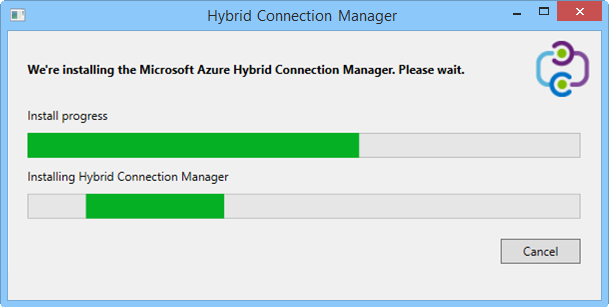 Hybrid Connection Manager
We're installing the Microsoft Azure Hybrid Connection Manager. Please wait.
Install progress
Installing Hybrid Connection Manager
Cancel